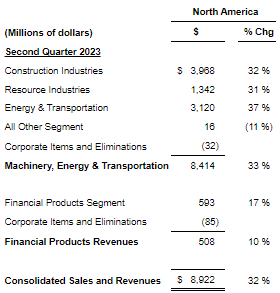 North America
(Millions of dollars) $ % Chg
Second Quarter 2023
Construction Industries $ 3,968 32 %
Resource Industries 1,342 31 %
Energy & Transportation 3,120 37 %
All Other Segment 16 (11 %)
Corporate Items and Eliminations (32)
Machinery, Energy & Transportation 8,414 33 %
Financial Products Segment 593 17 %
Corporate Items and Eliminations (85)
Financial Products Revenues 508 10 %
Consolidated Sales and Revenues $ 8,922 32 %